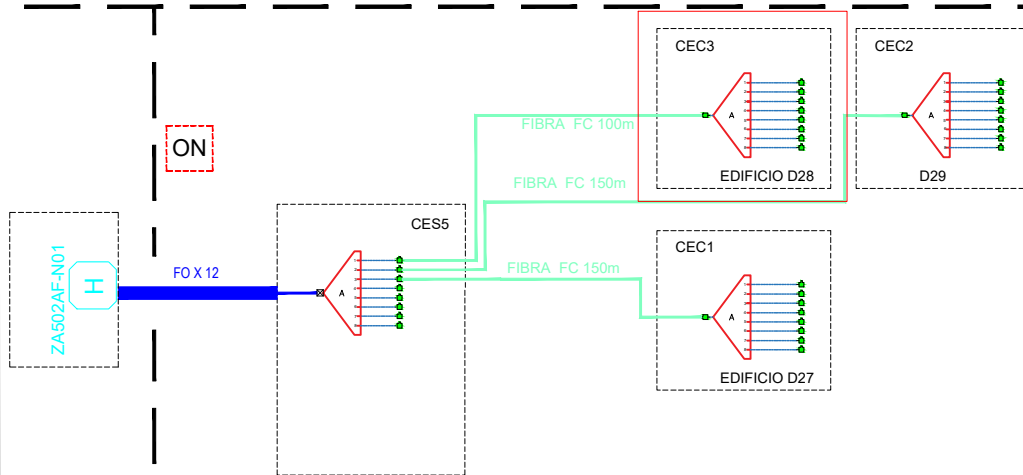 CEC3
CEC2
FIBRA FC 100m
A
A
ON
EDIFICIO D28
D29
FIBRA FC 150m
CES5
CEC1
ZA502AF-N01
H
FO X 12
FIBRA FC 150m
A
A
EDIFICIO D27